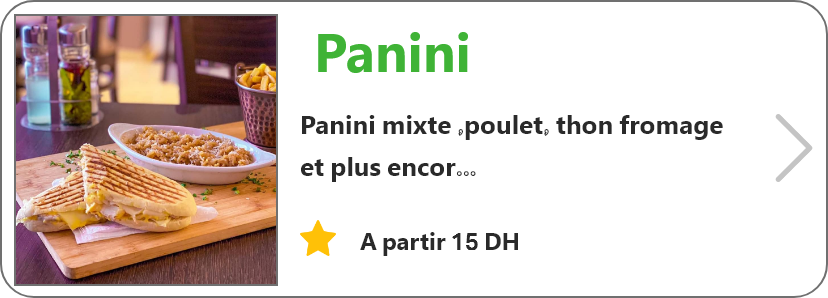 Panini
Panini mixte ,poulet, thon fromage
et plus encor...
A partir 15 DH